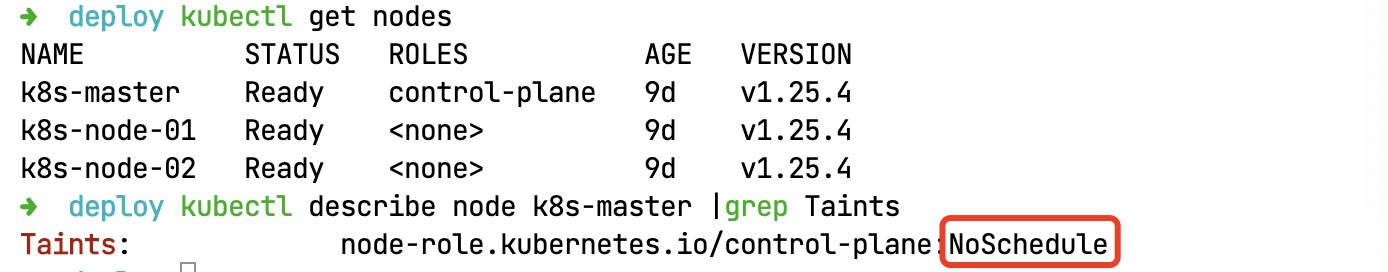 ➜  deploy kubectl get nodes
NAME          STATUS   ROLES           AGE   VERSION
k8s-master    Ready    control-plane   9d    v1.25.4
k8s-node-01   Ready    <none>          9d    v1.25.4
k8s-node-02   Ready    <none>          9d    v1.25.4
➜  deploy kubectl describe node k8s-master |grep Taints
Taints:             node-role.kubernetes.io/control-plane:NoSchedule